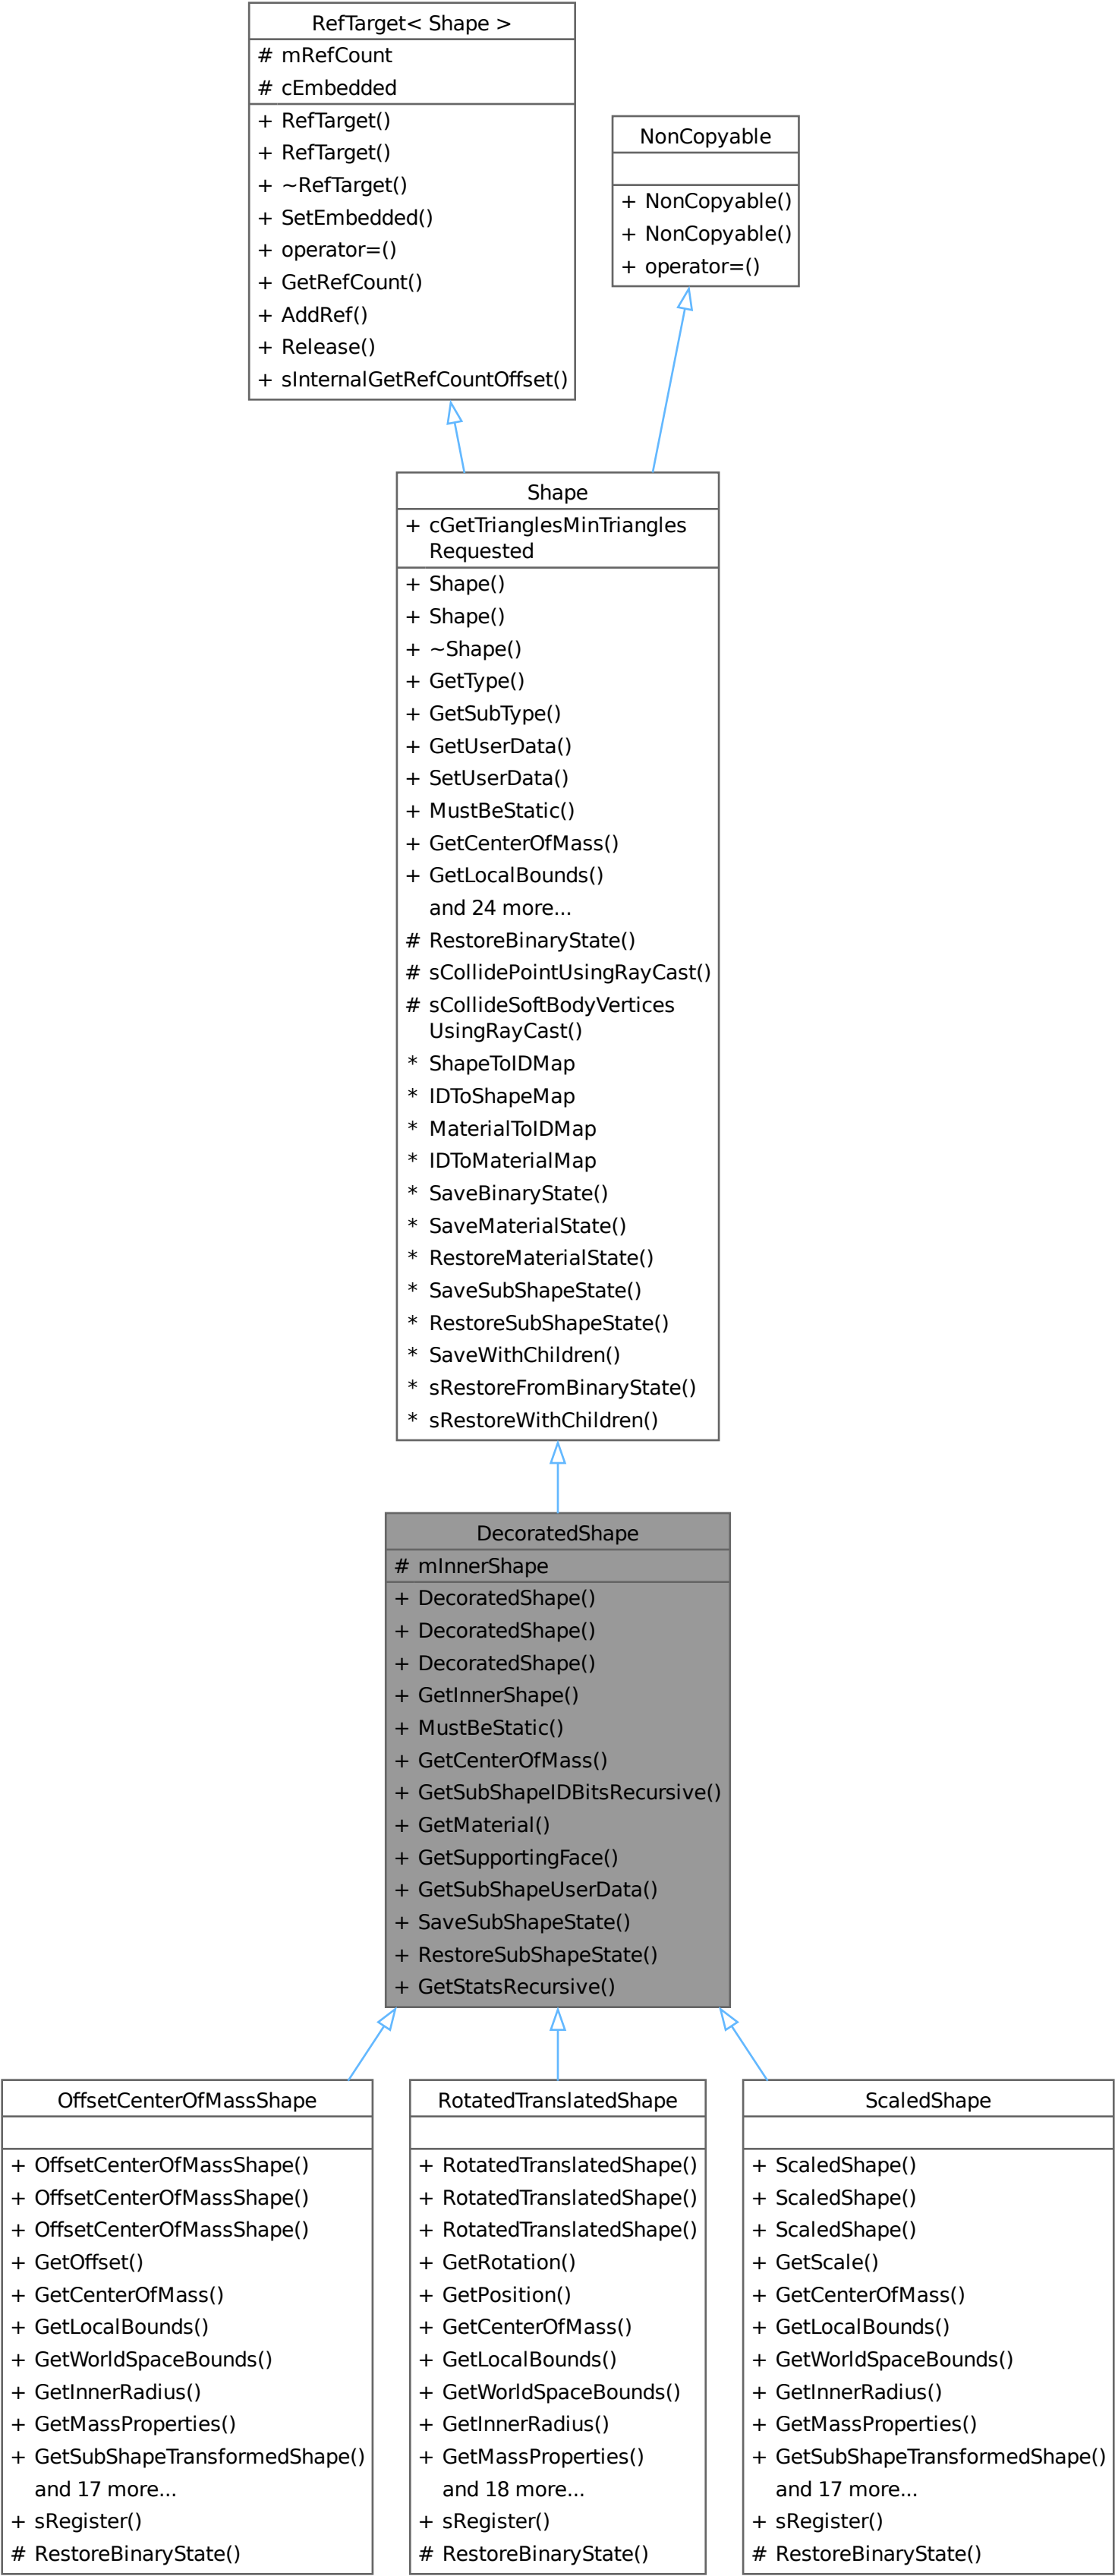 RefTarget< Shape >
# mRefCount
# cEmbedded
+ RefTarget()
+ RefTarget()
+ ~RefTarget()
+ SetEmbedded()
+ operator=()
+ GetRefCount()
+ AddRef()
+ Release()
+ sInternalGetRefCountOffset()
NonCopyable
+ NonCopyable()
+ NonCopyable()
+ operator=()
Shape
+ cGetTrianglesMinTriangles
Requested
+ Shape()
+ Shape()
+ ~Shape()
+ GetType()
+ GetSubType()
+ GetUserData()
+ SetUserData()
+ MustBeStatic()
+ GetCenterOfMass()
+ GetLocalBounds()
and 24 more...
# RestoreBinaryState()
# sCollidePointUsingRayCast()
# sCollideSoftBodyVertices
UsingRayCast()
* ShapeToIDMap
* IDToShapeMap
* MaterialToIDMap
* IDToMaterialMap
* SaveBinaryState()
* SaveMaterialState()
* RestoreMaterialState()
* SaveSubShapeState()
* RestoreSubShapeState()
* SaveWithChildren()
* sRestoreFromBinaryState()
* sRestoreWithChildren()
DecoratedShape
# mInnerShape
+ DecoratedShape()
+ DecoratedShape()
+ DecoratedShape()
+ GetInnerShape()
+ MustBeStatic()
+ GetCenterOfMass()
+ GetSubShapeIDBitsRecursive()
+ GetMaterial()
+ GetSupportingFace()
+ GetSubShapeUserData()
+ SaveSubShapeState()
+ RestoreSubShapeState()
+ GetStatsRecursive()
OffsetCenterOfMassShape
+ OffsetCenterOfMassShape()
+ OffsetCenterOfMassShape()
+ OffsetCenterOfMassShape()
+ GetOffset()
+ GetCenterOfMass()
+ GetLocalBounds()
+ GetWorldSpaceBounds()
+ GetInnerRadius()
+ GetMassProperties()
+ GetSubShapeTransformedShape()
and 17 more...
+ sRegister()
# RestoreBinaryState()
RotatedTranslatedShape
+ RotatedTranslatedShape()
+ RotatedTranslatedShape()
+ RotatedTranslatedShape()
+ GetRotation()
+ GetPosition()
+ GetCenterOfMass()
+ GetLocalBounds()
+ GetWorldSpaceBounds()
+ GetInnerRadius()
+ GetMassProperties()
and 18 more...
+ sRegister()
# RestoreBinaryState()
ScaledShape
+ ScaledShape()
+ ScaledShape()
+ ScaledShape()
+ GetScale()
+ GetCenterOfMass()
+ GetLocalBounds()
+ GetWorldSpaceBounds()
+ GetInnerRadius()
+ GetMassProperties()
+ GetSubShapeTransformedShape()
and 17 more...
+ sRegister()
# RestoreBinaryState()